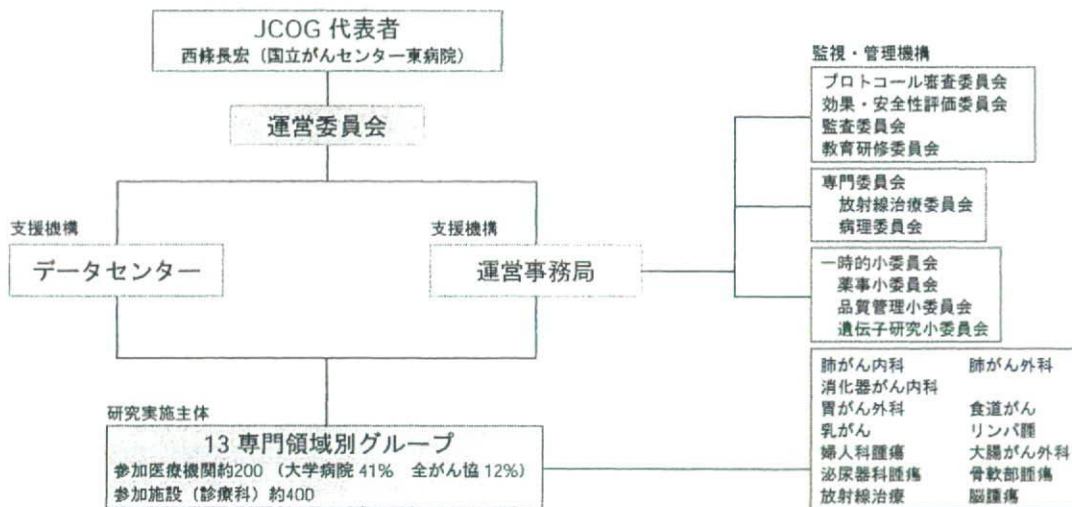 JCOG 代表者
西條長宏（国立がんセンター東病院）
運営委員会
支援機構
データセンター
支援機構
運営事務局
監視・管理機構
プロトコール審査委員会
効果・安全性評価委員会
監査委員会
教育研修委員会
専門委員会
放射線治療委員会
病理委員会
一時的小委員会
薬事小委員会
品質管理小委員会
遺伝子研究小委員会
研究実施主体
13 専門領域別グループ
参加医療機関約200 （大学病院 41% 全がん協 12%）
参加施設（診療科）約400
肺がん内科 肺がん外科
消化器がん内科
胃がん外科 食道がん
乳がん リンパ腫
婦人科腫瘍 大腸がん外科
泌尿器科腫瘍 骨軟部腫瘍
放射線治療 脳腫瘍